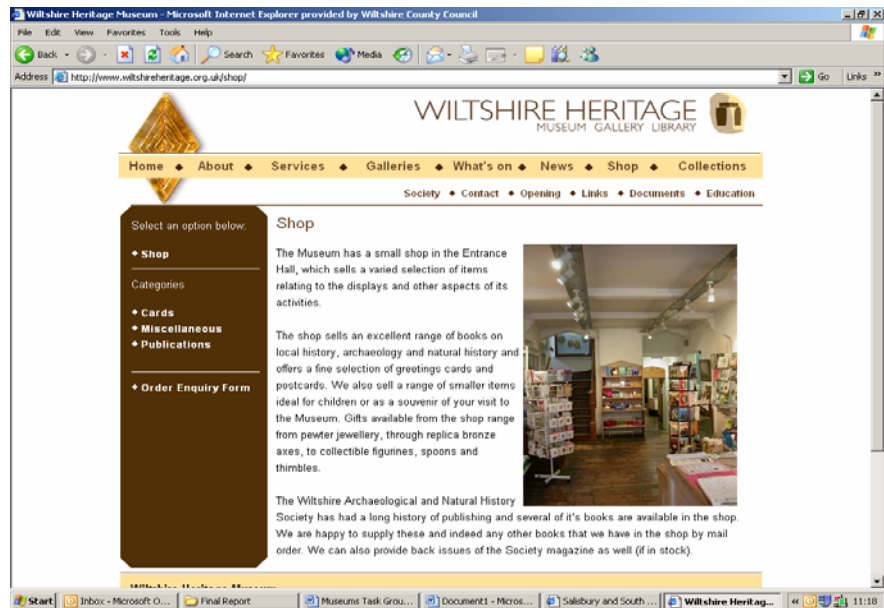 Wiltshire Heritage Museum - Microsoft Internet Explorer provided by Wiltshire County Council
File Edit View Favorites Tools Help
Back Search Favorites Media
Address http://www.wiltshireheritage.org.uk/shop/ Go Links »
WILTSHIRE HERITAGE
MUSEUM GALLERY LIBRARY
Home ◆ About ◆ Services ◆ Galleries ◆ What's on ◆ News ◆ Shop ◆ Collections
Society ◆ Contact ◆ Opening ◆ Links ◆ Documents ◆ Education
Select an option below:
◆ Shop
Categories
◆ Cards
◆ Miscellaneous
◆ Publications
◆ Order Enquiry Form
Shop
The Museum has a small shop in the Entrance
Hall, which sells a varied selection of items
relating to the displays and other aspects of its
activities.
The shop sells an excellent range of books on
local history, archaeology and natural history and
offers a fine selection of greetings cards and
postcards. We also sell a range of smaller items
ideal for children or as a souvenir of your visit to
the Museum. Gifts available from the shop range
from pewter jewellery, through replica bronze
axes, to collectible figurines, spoons and
thimbles.
The Wiltshire Archaeological and Natural History
Society has had a long history of publishing and several of it's books are available in the shop.
We are happy to supply these and indeed any other books that we have in the shop by mail
order. We can also provide back issues of the Society magazine as well (if in stock).
Wiltshire Heritage Museum
Start Inbox - Microsoft O... Final Report Museums Task Grou... Document1 - Micros... Salisbury and South ... Wiltshire Heritag... « 11:18